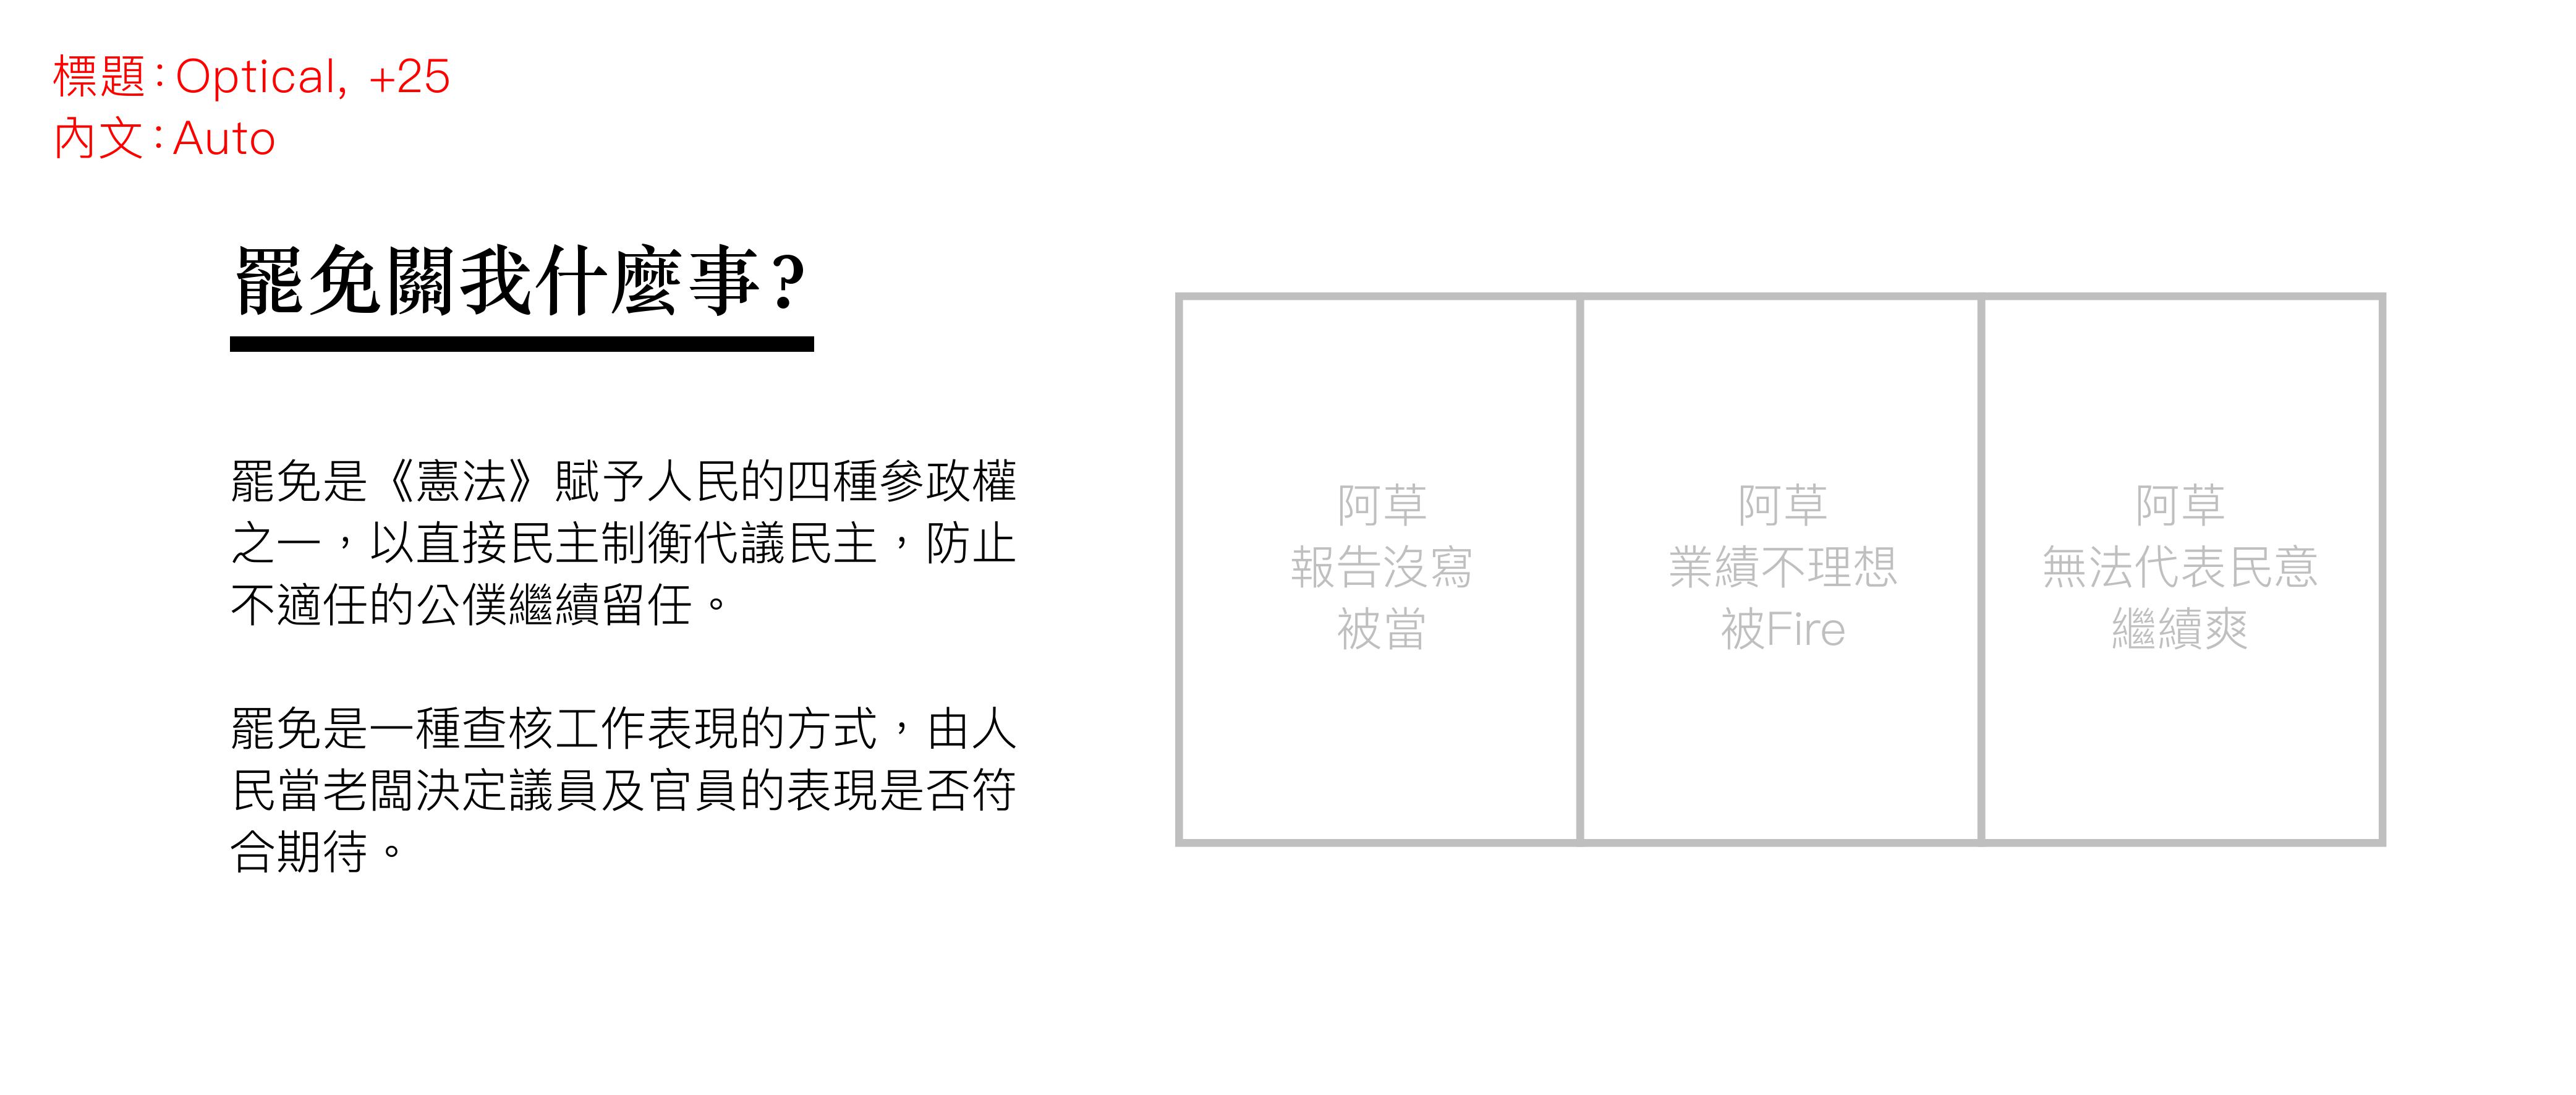 標題：Optical, +25
內文：Auto
罷免關我什麼事？
罷免是《憲法》賦予人民的四種參政權
之一，以直接民主制衡代議民主，防止
不適任的公僕繼續留任。
罷免是一種查核工作表現的方式，由人
民當老闆決定議員及官員的表現是否符
合期待。
阿草
報告沒寫
被當
阿草
業績不理想
被Fire
阿草
無法代表民意
繼續爽